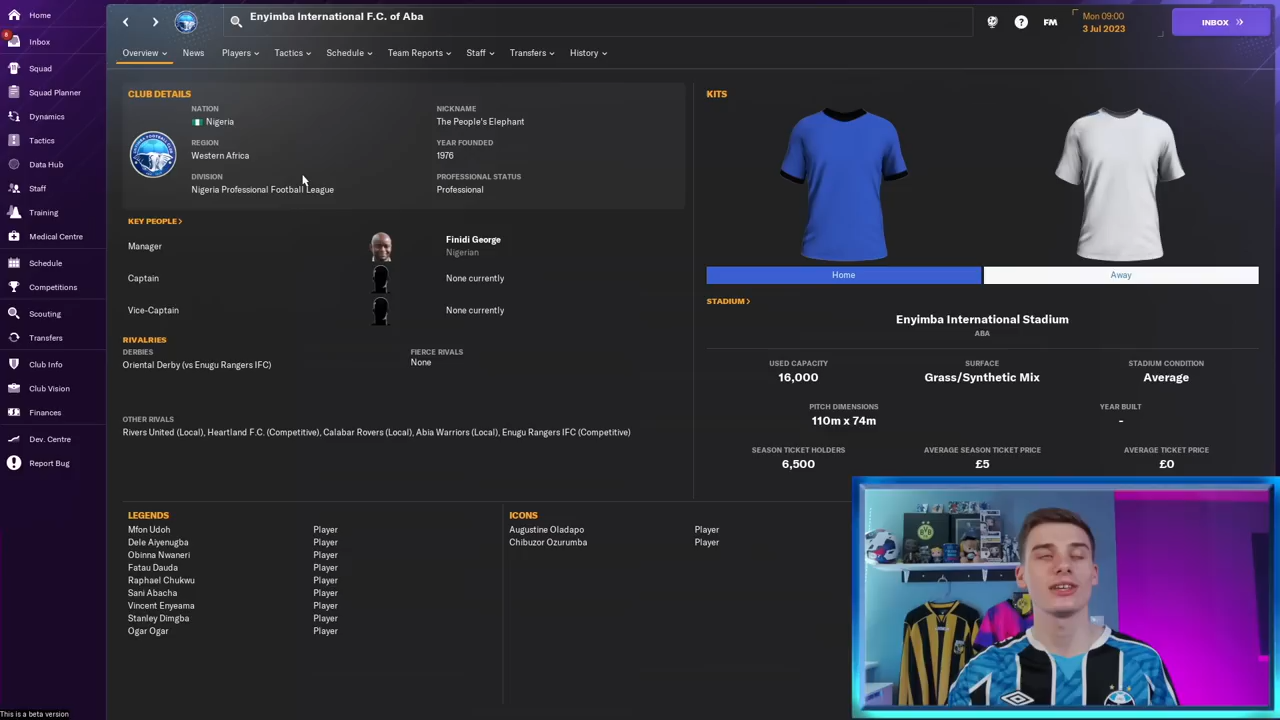 Home
8
Inbox
Squad
Squad Planner
Dynamics
Tactics
Data Hub
Staff
Training
Medical Centre
Schedule
Competitions
Scouting
Transfers
Club Info
Club Vision
Finances
Dev. Centre
Report Bug
This is a beta version
Enyimba International F.C. of Aba
?
FM
Mon 09:00
3 Jul 2023
INBOX
Overview
News
Players
Tactics
Schedule
Team Reports
Staff
Transfers
History
CLUB DETAILS
NATION
Nigeria
REGION
Western Africa
DIVISION
Nigeria Professional Football League
NICKNAME
The People's Elephant
YEAR FOUNDED
1976
PROFESSIONAL STATUS
Professional
KEY PEOPLE >
Manager
Finidi George
Nigerian
Captain
None currently
Vice-Captain
None currently
RIVALRIES
DERBIES
Oriental Derby (vs Enugu Rangers IFC)
FIERCE RIVALS
None
OTHER RIVALS
Rivers United (Local), Heartland F.C. (Competitive), Calabar Rovers (Local), Abia Warriors (Local), Enugu Rangers IFC (Competitive)
LEGENDS
Mfon Udoh Player
Dele Aiyenugba Player
Obinna Nwaneri Player
Fatau Dauda Player
Raphael Chukwu Player
Sani Abacha Player
Vincent Enyeama Player
Stanley Dimgba Player
Ogar Ogar Player
ICONS
Augustine Oladapo Player
Chibuzor Ozurumba Player
KITS
Home
Away
STADIUM >
Enyimba International Stadium
ABA
USED CAPACITY
16,000
SURFACE
Grass/Synthetic Mix
STADIUM CONDITION
Average
PITCH DIMENSIONS
110m x 74m
YEAR BUILT
-
SEASON TICKET HOLDERS
6,500
AVERAGE SEASON TICKET PRICE
£5
AVERAGE TICKET PRICE
£0